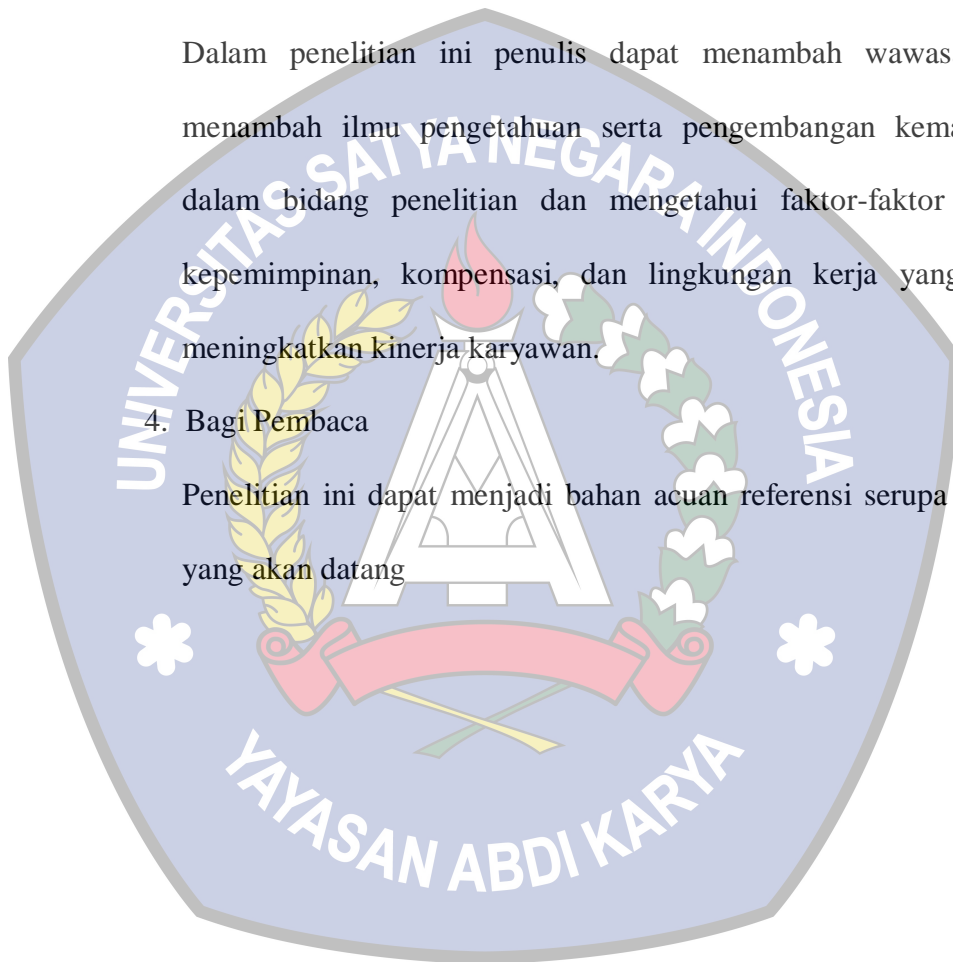 Dalam penelitian ini penulis dapat menambah wawas
menambah ilmu pengetahuan serta pengembangan kema
dalam bidang penelitian dan mengetahui faktor-faktor
kepemimpinan, kompensasi, dan lingkungan kerja yang
meningkatkan kinerja karyawan.
4. Bagi Pembaca
Penelitian ini dapat menjadi bahan acuan referensi serupa
yang akan datang
UNIVERSITAS SATYA NEGARA INDONESIA
YAYASAN ABDI KARYA